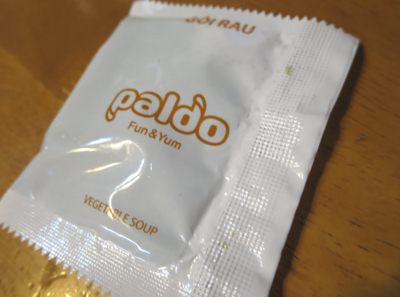 GÓI RAU
paldo
Fun & Yum
VEGETABLE SOUP